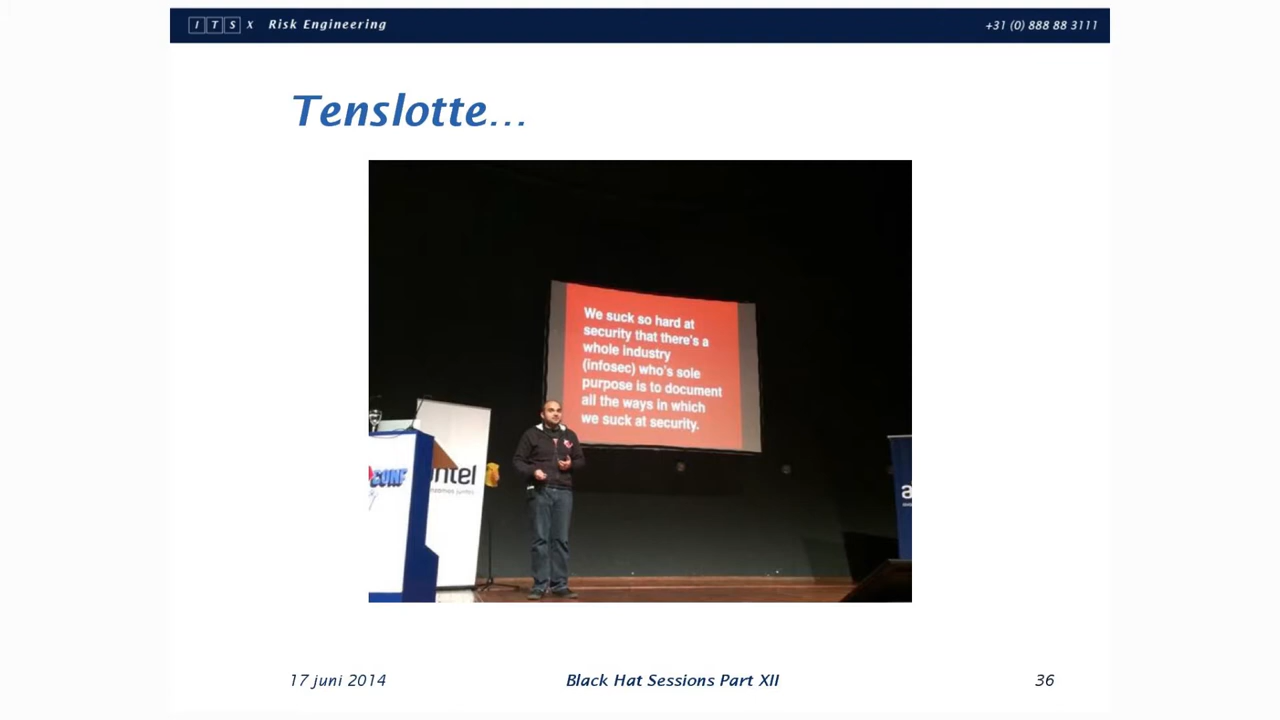 ITSX Risk Engineering
+31 (0) 888 88 3111
Tenslotte...
We suck so hard at
security that there's a
whole industry
(infosec) who's sole
purpose is to document
all the ways in which
we suck at security.
CONF
ntel
a
17 juni 2014
Black Hat Sessions Part XII
36